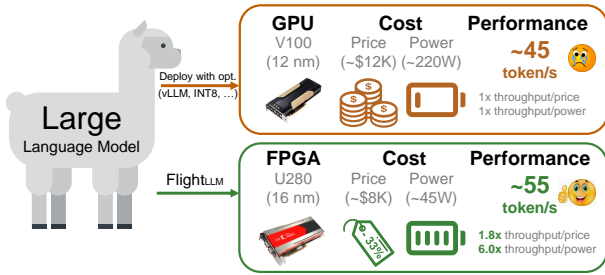 Large
Language Model
Deploy with opt.
(vLLM, INT8, ...)
FlightLLM
GPU
V100
(12 nm)
Cost
Price
(~$12K)
Power
(~220W)
$
$
$
Performance
~45
token/s
1x throughput/price
1x throughput/power
FPGA
U280
(16 nm)
Cost
Price
(~$8K)
Power
(~45W)
- 33%
Performance
~55
token/s
1.8x throughput/price
6.0x throughput/power